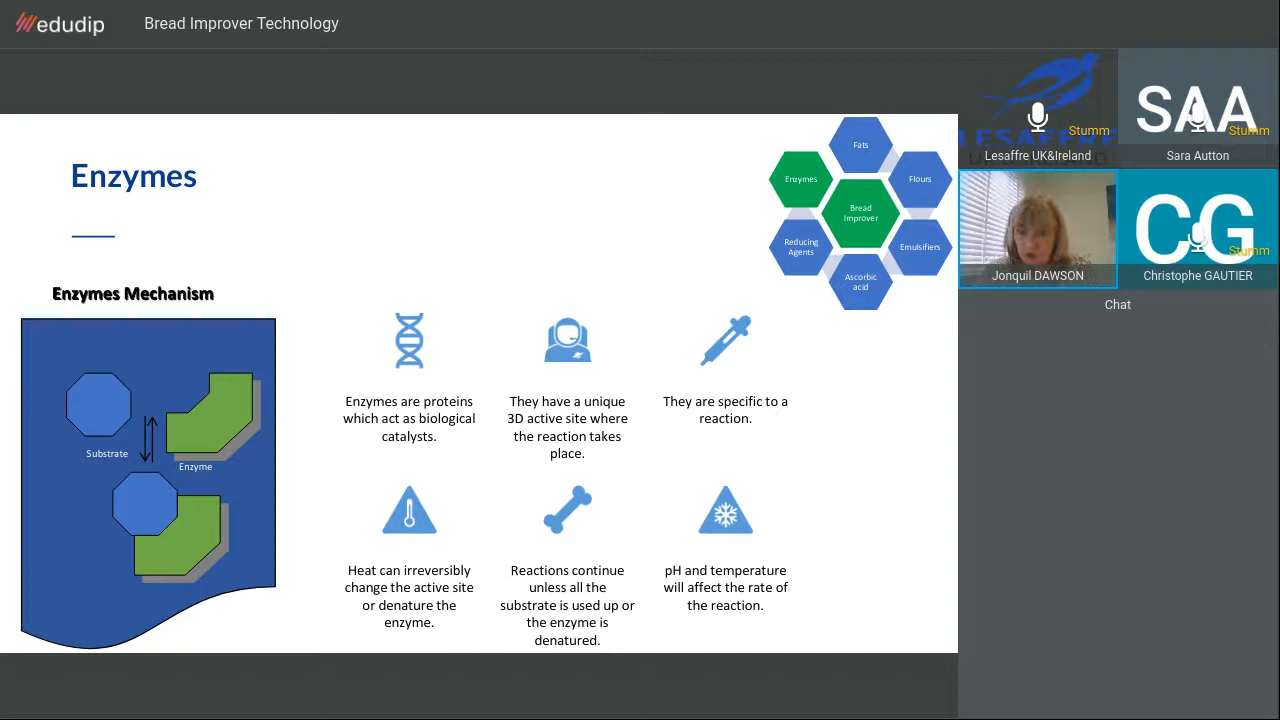 edudip
Bread Improver Technology
Enzymes
Enzymes Mechanism
Substrate
Enzyme
Enzymes are proteins
which act as biological
catalysts.
They have a unique
3D active site where
the reaction takes
place.
They are specific to a
reaction.
Heat can irreversibly
change the active site
or denature the
enzyme.
Reactions continue
unless all the
substrate is used up or
the enzyme is
denatured.
pH and temperature
will affect the rate of
the reaction.
Fats
Enzymes
Flours
Bread
Improver
Reducing
Agents
Emulsifiers
Ascorbic
acid
LESAFFRE
Stumm
Lesaffre UK&Ireland
SAA
Stumm
Sara Autton
Jonquil DAWSON
CG
Stumm
Christophe GAUTIER
Chat